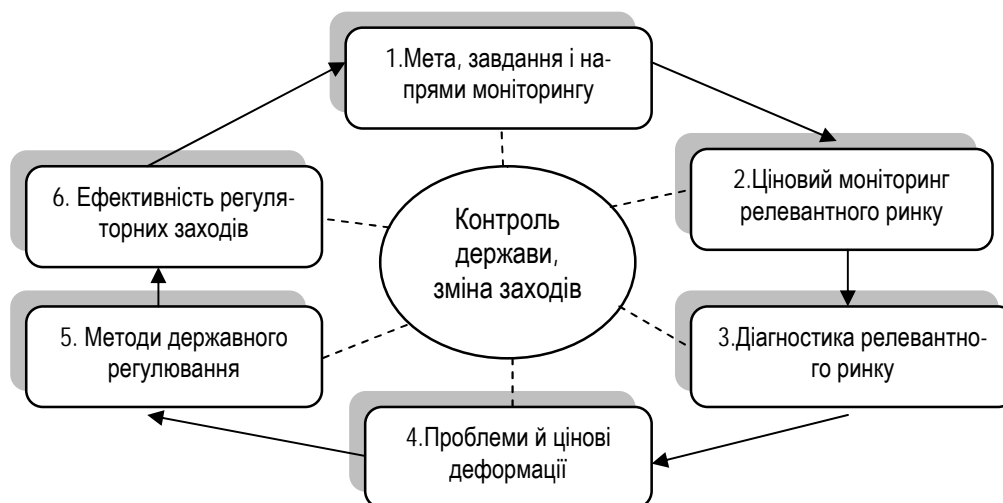 1.Мета, завдання і на-
прями моніторингу
2.Ціновий моніторинг
релевантного ринку
3.Діагностика релевантно-
го ринку
4.Проблеми й цінові
деформації
5. Методи державного
регулювання
6. Ефективність регуля-
торних заходів
Контроль
держави,
зміна заходів